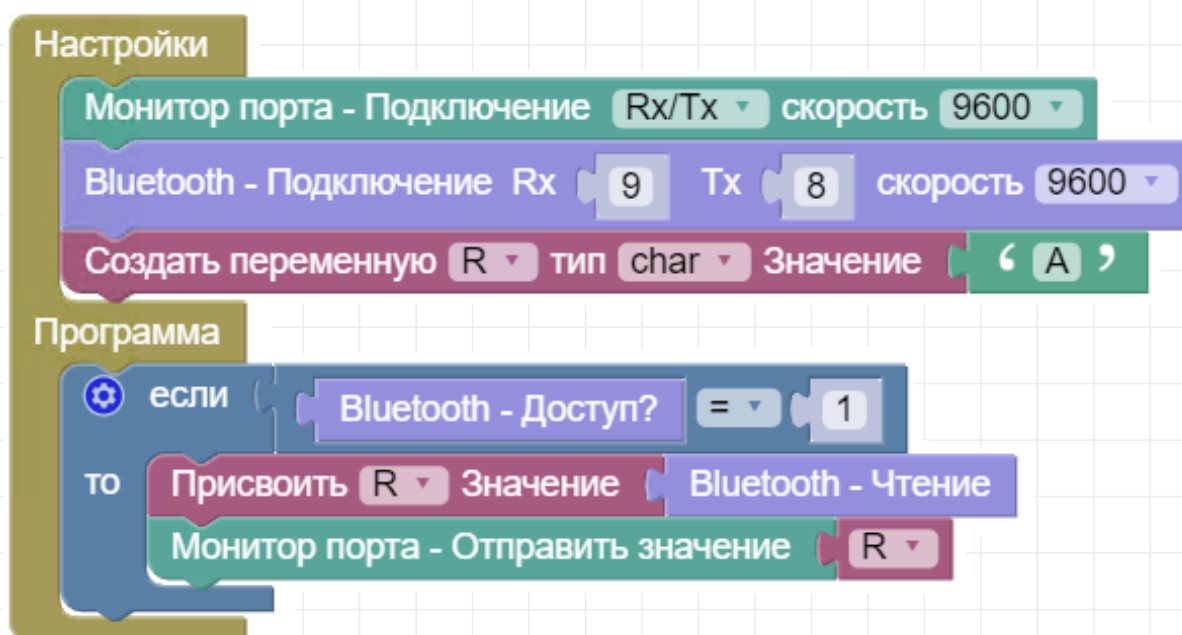 Настройки
Монитор порта - Подключение Rx/Tx скорость 9600
Bluetooth - Подключение Rx 9 Tx 8 скорость 9600
Создать переменную R тип char Значение ‘ A ’
Программа
если Bluetooth - Доступ? = 1
то Присвоить R Значение Bluetooth - Чтение
Монитор порта - Отправить значение R